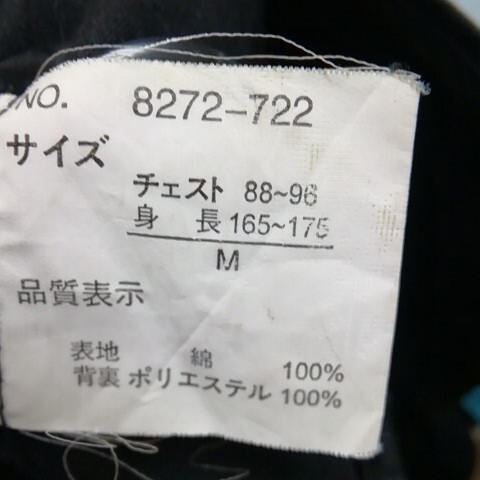 NO. 8272-722
サイズ
チェスト 88~96
身 長 165~175
M
品質表示
表地 綿 100%
背裏 ポリエステル 100%